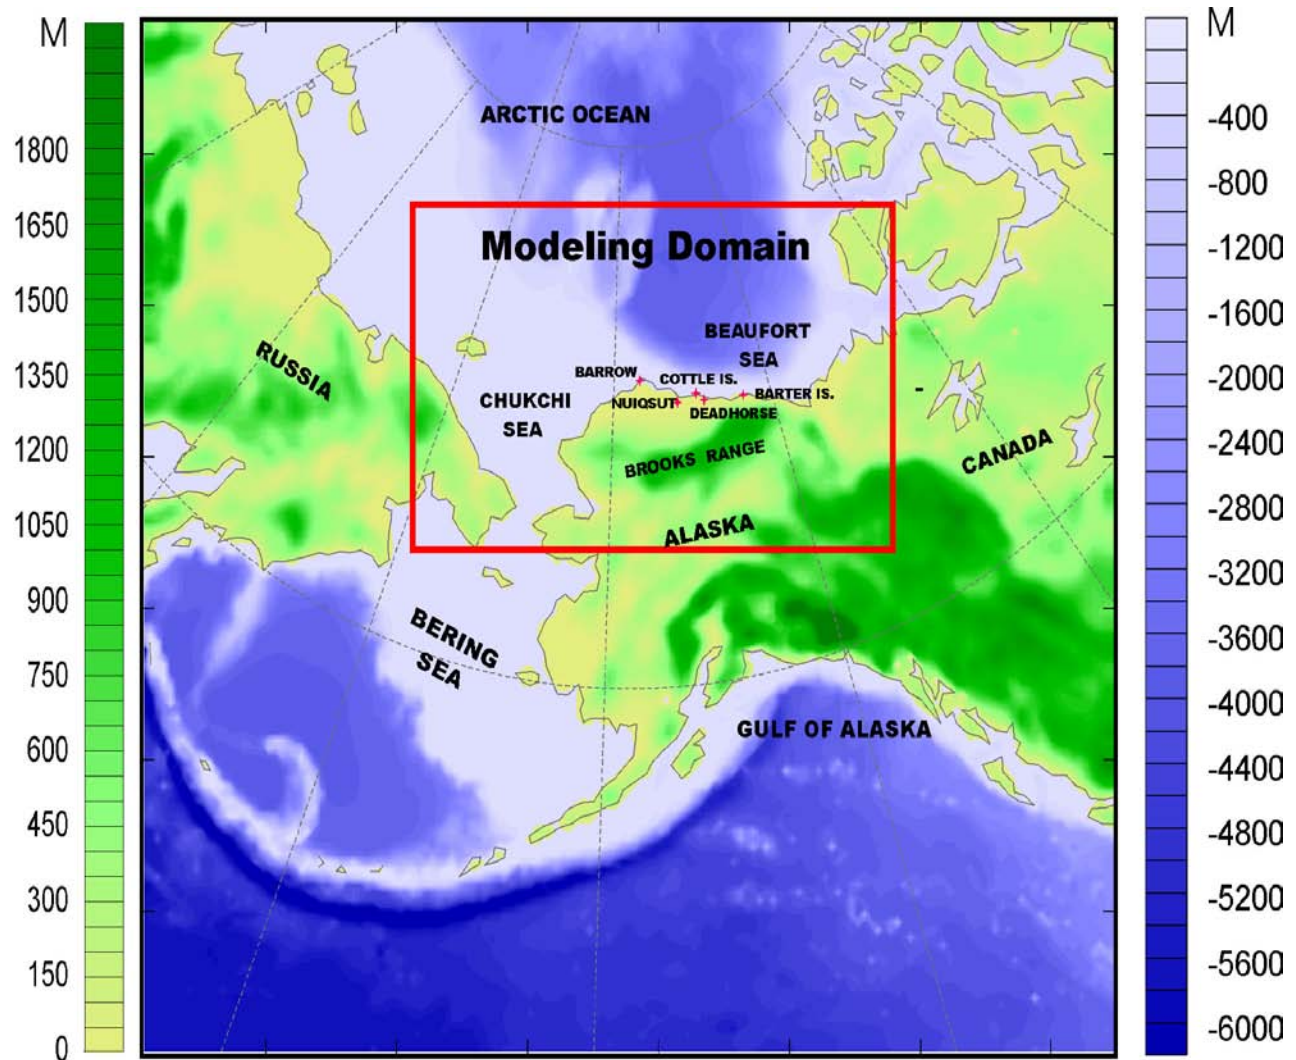 M
1800
1650
1500
1350
1200
1050
900
750
600
450
300
150
0
ARCTIC OCEAN
Modeling Domain
BEAUFORT
SEA
RUSSIA
BARROW
COTTLE IS.
CHUKCHI
SEA
NUIQSUT
DEADHORSE
BARTER IS.
BROOKS RANGE
CANADA
ALASKA
BERING
SEA
GULF OF ALASKA
M
-400
-800
-1200
-1600
-2000
-2400
-2800
-3200
-3600
-4000
-4400
-4800
-5200
-5600
-6000